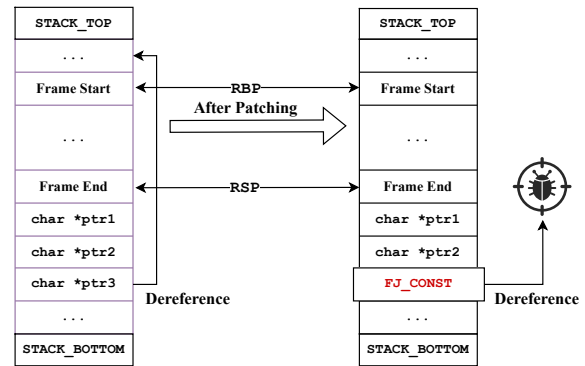 STACK_TOP
...
Frame Start
...
Frame End
char *ptr1
char *ptr2
char *ptr3
...
STACK_BOTTOM
RBP
After Patching
RSP
Dereference
STACK_TOP
...
Frame Start
...
Frame End
char *ptr1
char *ptr2
FJ_CONST
...
STACK_BOTTOM
Dereference